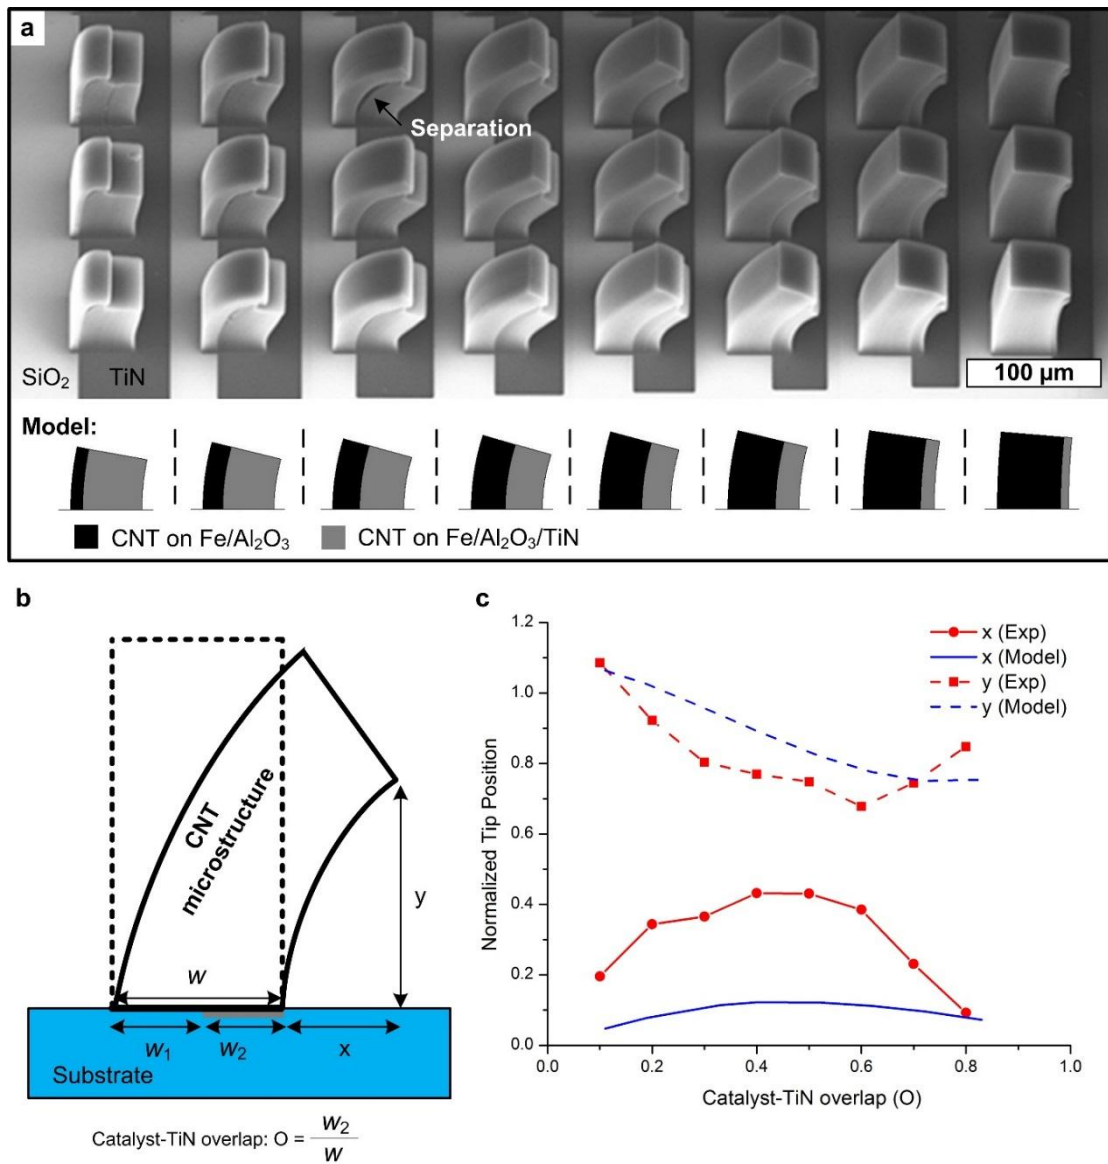 a
Separation
SiO₂ TiN
100 µm
Model:
CNT on Fe/Al₂O₃ CNT on Fe/Al₂O₃/TiN
b
CNT
microstructure
y
w
w₁ w₂ x
Substrate
Catalyst-TiN overlap: O = w₂
w
c
1.2
1.0
0.8
0.6
0.4
0.2
0.0
Normalized Tip Position
x (Exp)
x (Model)
y (Exp)
y (Model)
0.0 0.2 0.4 0.6 0.8 1.0
Catalyst-TiN overlap (O)